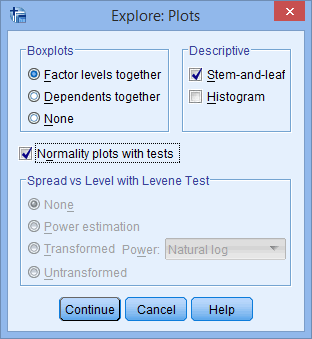 Explore: Plots
Boxplots
Factor levels together
Dependents together
None
Descriptive
Stem-and-leaf
Histogram
Normality plots with tests
Spread vs Level with Levene Test
None
Power estimation
Transformed Power: Natural log
Untransformed
Continue Cancel Help